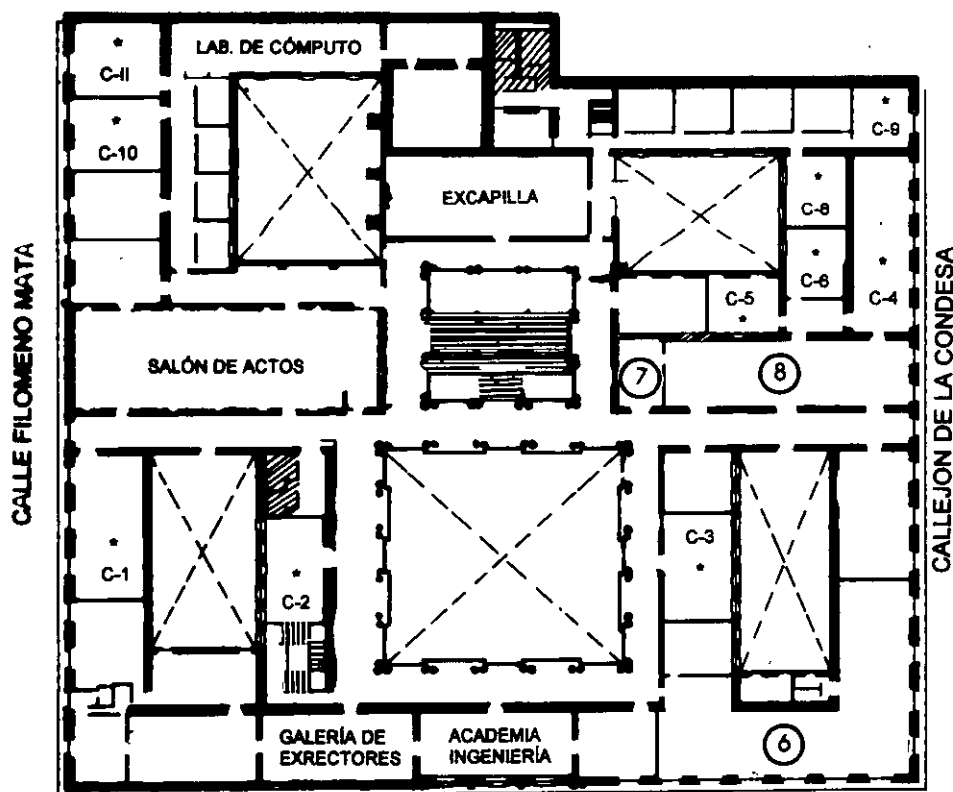 LAB. DE CÓMPUTO
C-II
C-9
C-10
EXCAPILLA
C-8
C-6
C-5
C-4
SALÓN DE ACTOS
7
8
CALLE FILOMENO MATA
CALLEJON DE LA CONDESA
C-3
C-1
C-2
GALERÍA DE
EXRECTORES
ACADEMIA
INGENIERÍA
6